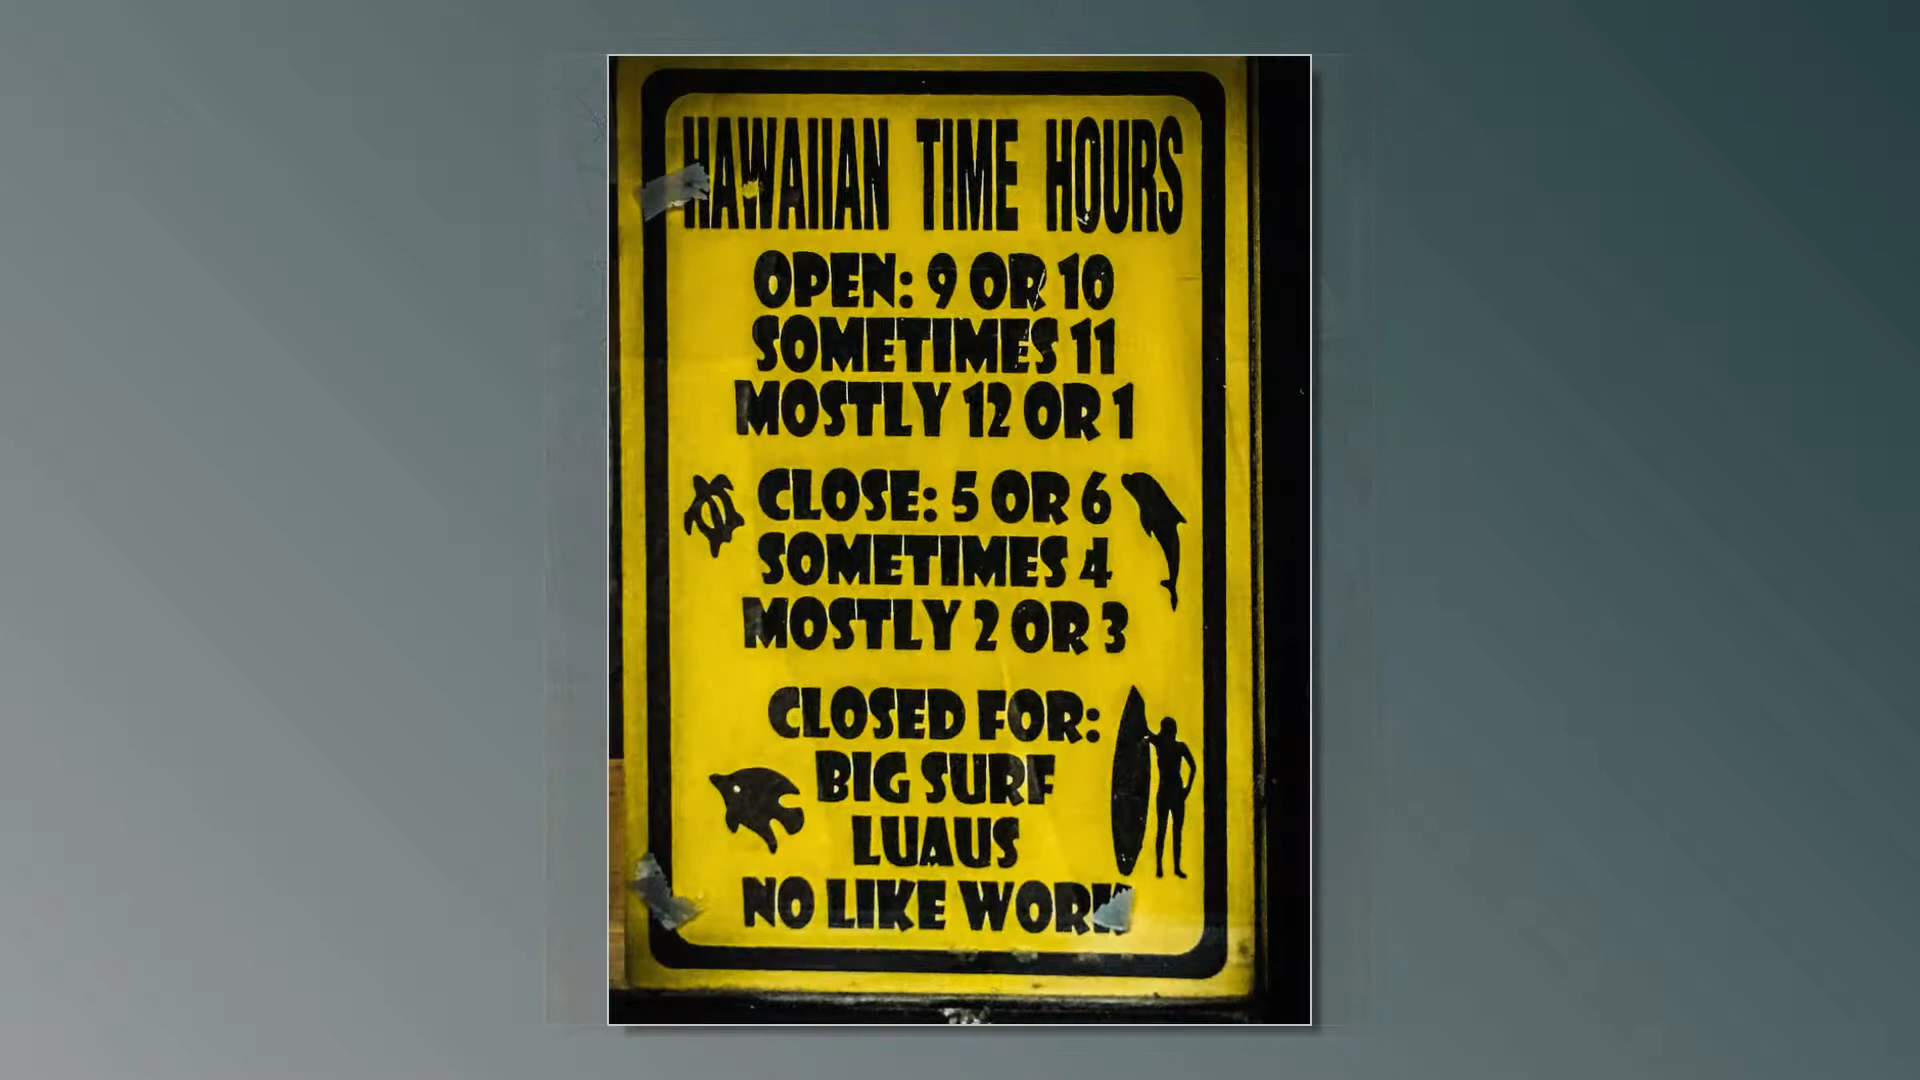 HAWAIIAN TIME HOURS
OPEN: 9 OR 10
SOMETIMES 11
MOSTLY 12 OR 1
CLOSE: 5 OR 6
SOMETIMES 4
MOSTLY 2 OR 3
CLOSED FOR:
BIG SURF
LUAUS
NO LIKE WORK